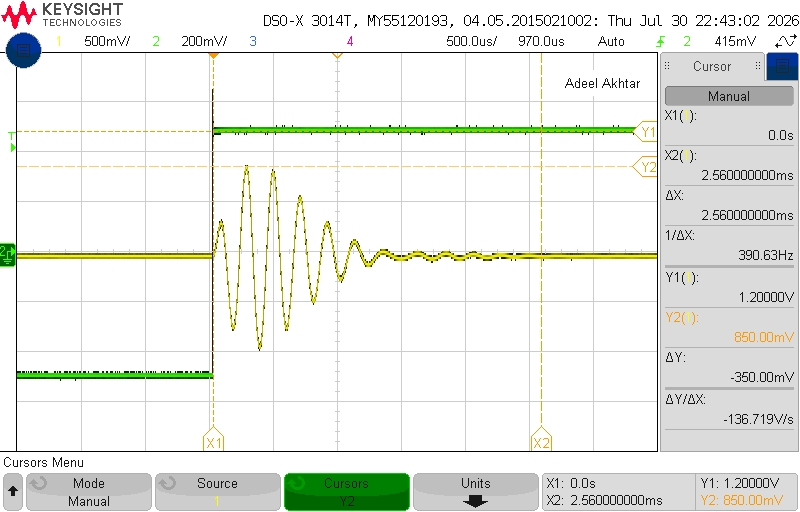 KEYSIGHT
TECHNOLOGIES
DSO-X 3014T, MY55120193, 04.05.2015021002: Thu Jul 30 22:43:02 2026
1 500mV/ 2 200mV/ 3 4 500.0us/ 970.0us Auto 2 415mV
Adeel Akhtar
Cursor
Manual
X1(1):
0.0s
X2(1):
2.560000000ms
ΔX:
2.560000000ms
1/ΔX:
390.63Hz
Y1(1):
1.20000V
Y2(1):
850.00mV
ΔY:
-350.00mV
ΔY/ΔX:
-136.719V/s
T
Y1
Y2
2
X1
X2
Cursors Menu
Mode
Manual
Source
1
Cursors
Y2
Units
X1: 0.0s
X2: 2.560000000ms
Y1: 1.20000V
Y2: 850.00mV